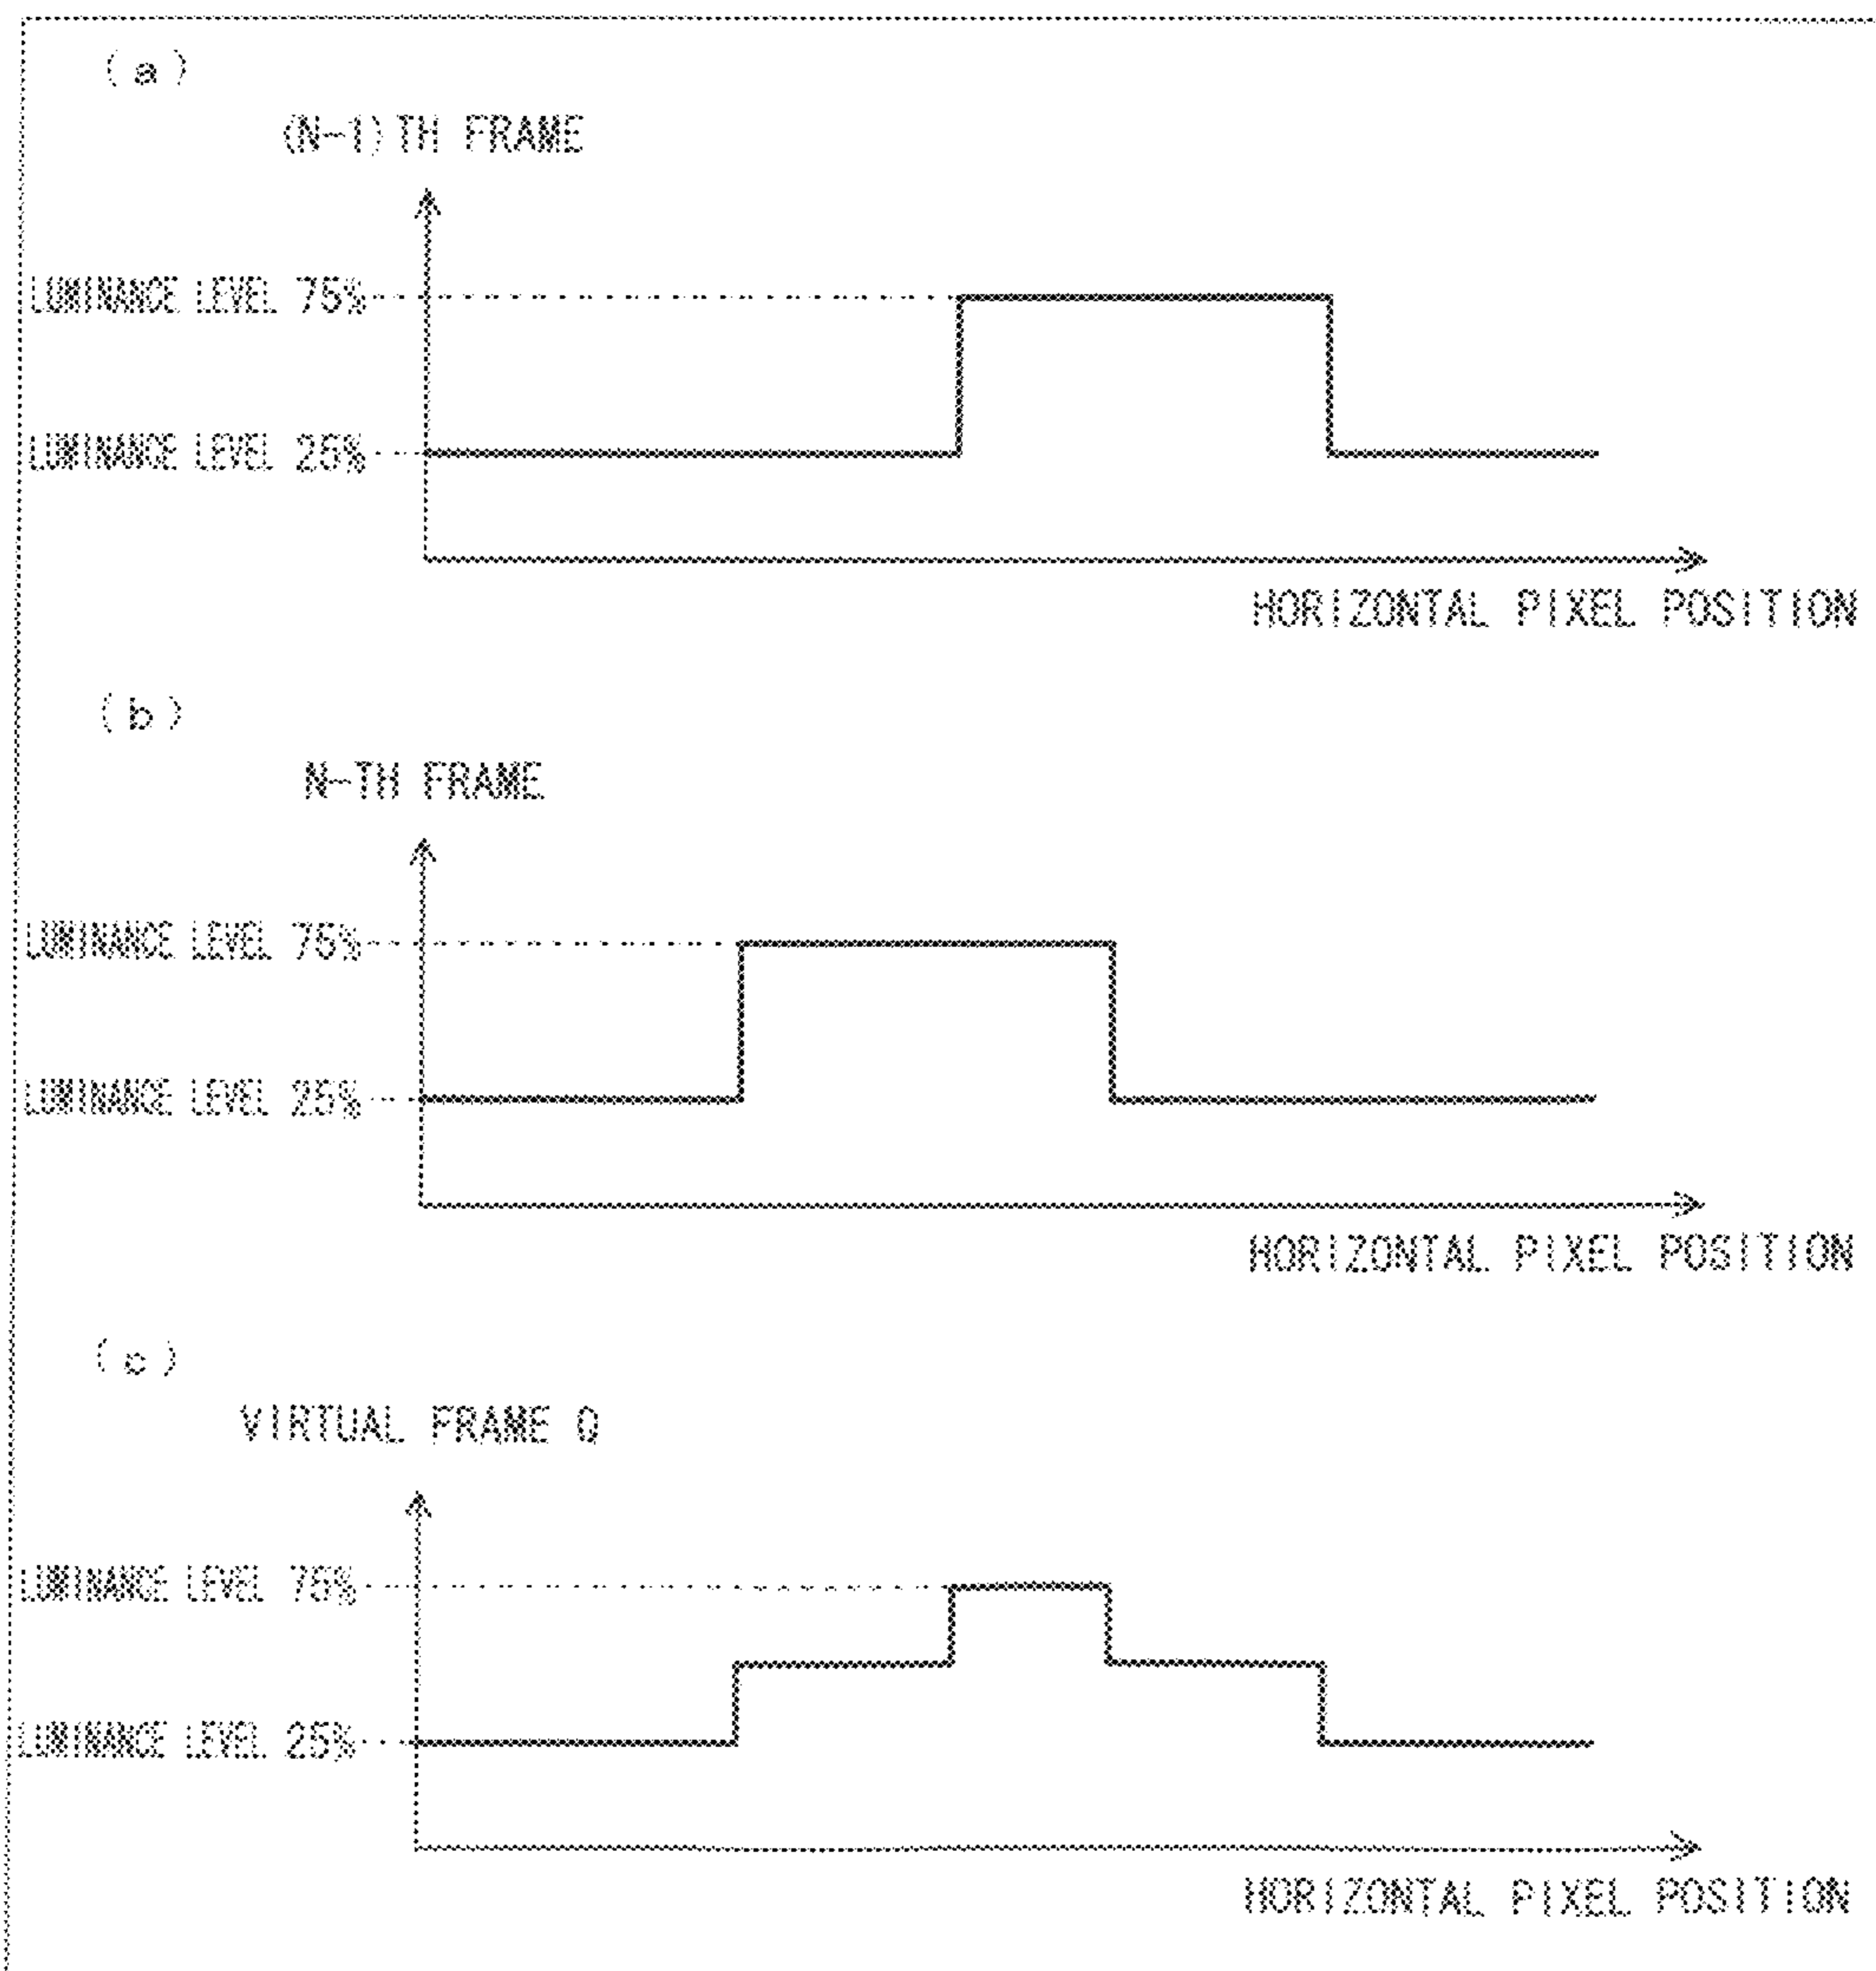 (a)
(N-1)TH FRAME
LUMINANCE LEVEL 75%
LUMINANCE LEVEL 25%
HORIZONTAL PIXEL POSITION
(b)
N-TH FRAME
LUMINANCE LEVEL 75%
LUMINANCE LEVEL 25%
HORIZONTAL PIXEL POSITION
(c)
VIRTUAL FRAME Q
LUMINANCE LEVEL 75%
LUMINANCE LEVEL 25%
HORIZONTAL PIXEL POSITION